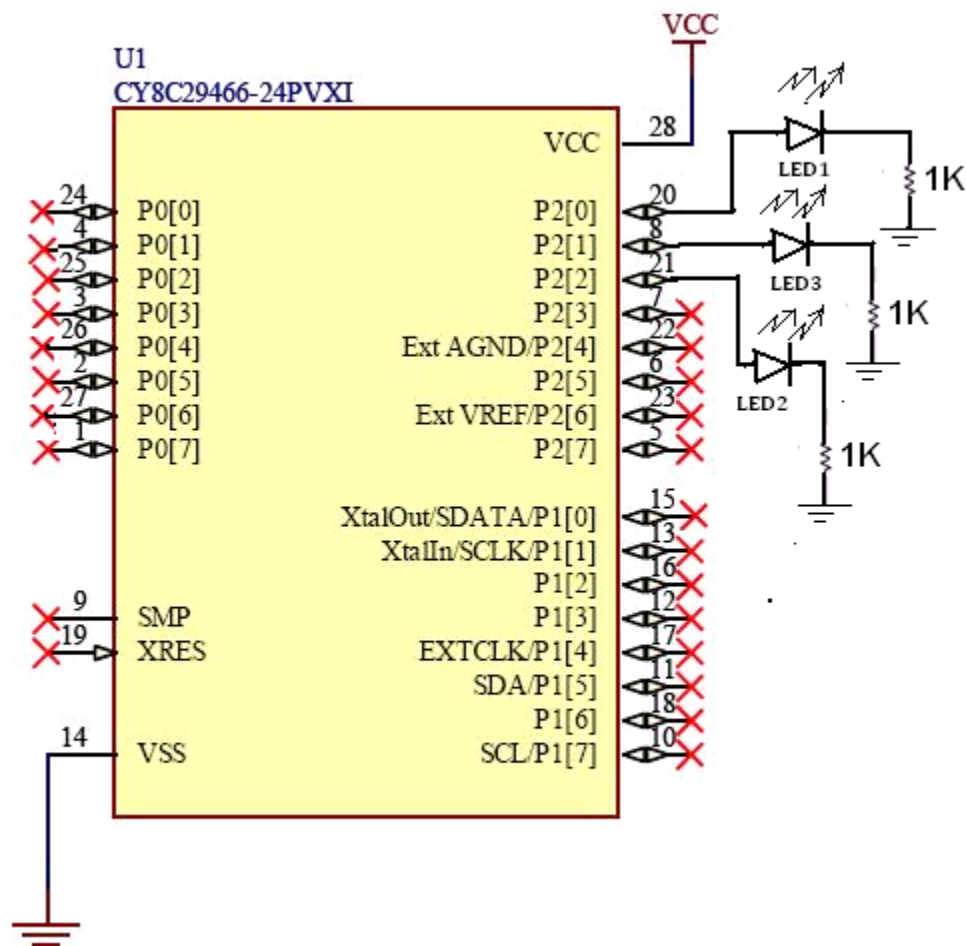 VCC
U1
CY8C29466-24PVXI
VCC 28
LED1
1K
24 P0[0] P2[0] 20
4 P0[1] P2[1] 8
LED3
1K
25 P0[2] P2[2] 21
3 P0[3] P2[3] 7
26 P0[4] Ext AGND/P2[4] 22
2 P0[5] P2[5] 6
LED2
27 P0[6] Ext VREF/P2[6] 23
1 P0[7] P2[7] 5
1K
XtalOut/SDATA/P1[0] 15
XtalIn/SCLK/P1[1] 13
P1[2] 16
9 SMP P1[3] 12
19 XRES EXTCLK/P1[4] 17
SDA/P1[5] 11
P1[6] 18
14 VSS SCL/P1[7] 10